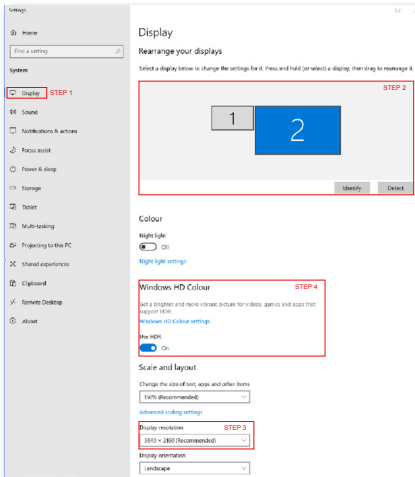 Settings
Home
Find a setting
System
Display
STEP 1
Sound
Notifications & actions
Focus assist
Power & sleep
Storage
Tablet
Multi-tasking
Projecting to this PC
Shared experiences
Clipboard
Remote Desktop
About
Display
Rearrange your displays
Select a display below to change the settings for it. Press and hold (or select) a display, then drag to rearrange it.
STEP 2
1
2
Identify
Detect
Colour
Night light
Off
Night light settings
Windows HD Colour
STEP 4
Get a brighter and more vibrant picture for videos, games and apps that
support HDR.
Windows HD Colour settings
Use HDR
On
Scale and layout
Change the size of text, apps and other items
150% (Recommended)
Advanced scaling settings
Display resolution
STEP 3
3840 × 2160 (Recommended)
Display orientation
Landscape